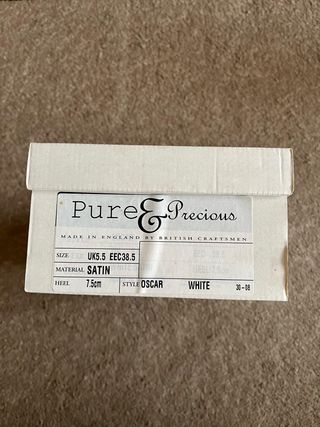 Pure & Precious
MADE IN ENGLAND BY BRITISH CRAFTSMEN
SIZE UK5.5 EEC38.5
MATERIAL SATIN
HEEL 7.5cm STYLE OSCAR WHITE 30-08